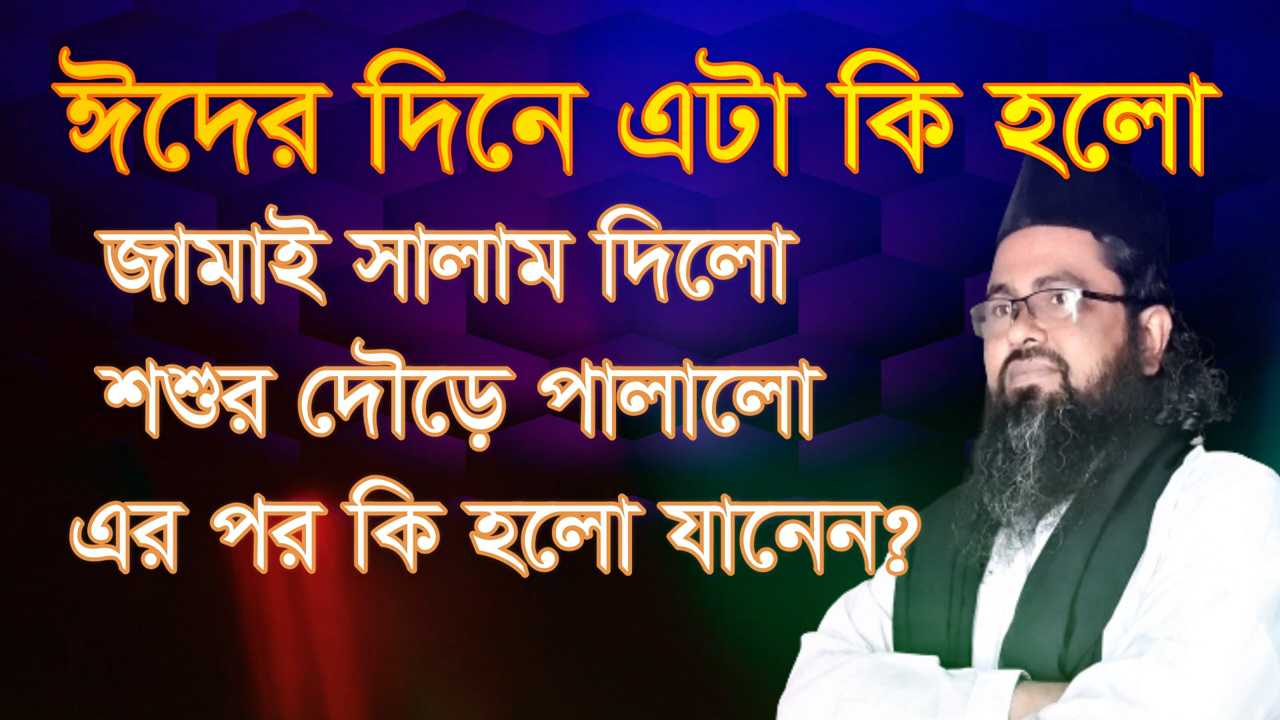 ঈদের দিনে এটা কি হলো
জামাই সালাম দিলো
শশুর দৌড়ে পালালো
এর পর কি হলো যানেন?